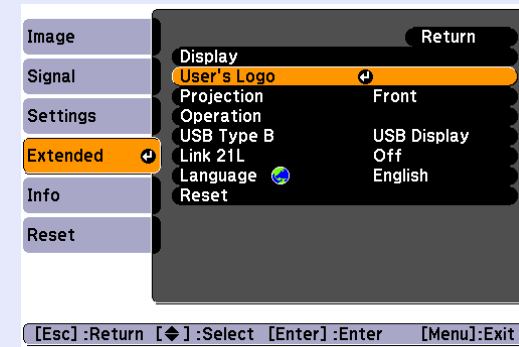 Image
Signal
Settings
Extended
Info
Reset
Return
Display
User's Logo
Projection Front
Operation
USB Type B USB Display
Link 21L Off
Language English
Reset
[Esc] :Return [◆] :Select [Enter] :Enter [Menu]:Exit